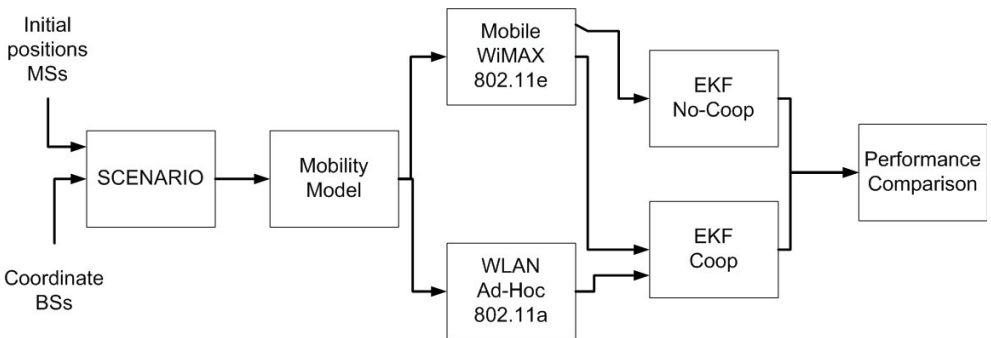 Initial
positions
MSs
Coordinate
BSs
SCENARIO
Mobility
Model
Mobile
WiMAX
802.11e
WLAN
Ad-Hoc
802.11a
EKF
No-Coop
EKF
Coop
Performance
Comparison